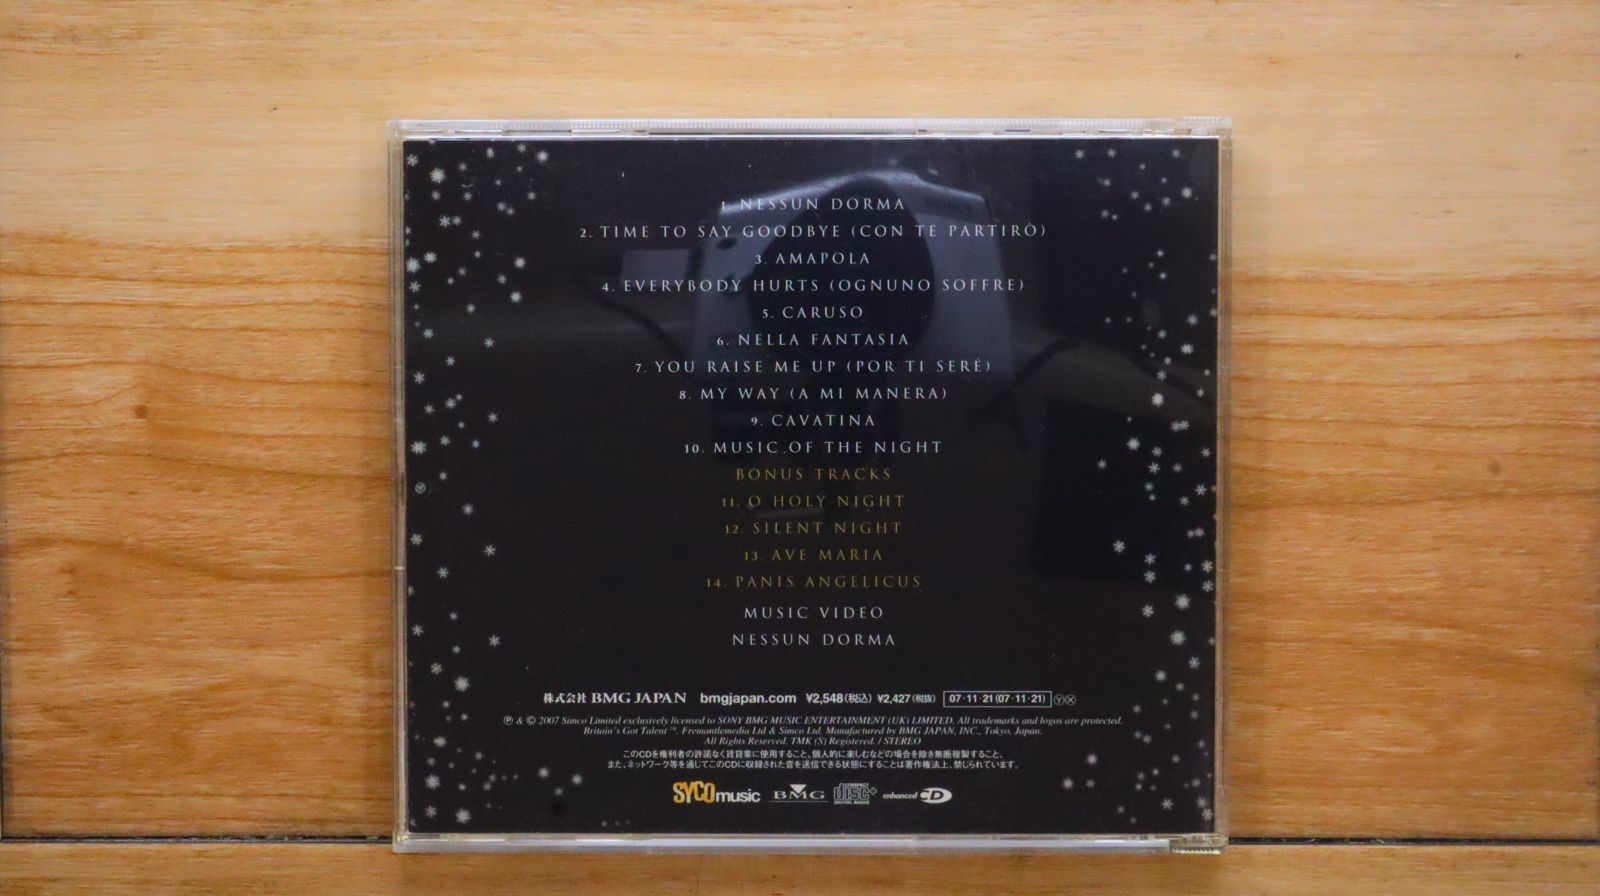 1. NESSUN DORMA
2. TIME TO SAY GOODBYE (CON TE PARTIRÒ)
3. AMAPOLA
4. EVERYBODY HURTS (OGNUNO SOFFRE)
5. CARUSO
6. NELLA FANTASIA
7. YOU RAISE ME UP (POR TI SERÉ)
8. MY WAY (A MI MANERA)
9. CAVATINA
10. MUSIC OF THE NIGHT
BONUS TRACKS
11. O HOLY NIGHT
12. SILENT NIGHT
13. AVE MARIA
14. PANIS ANGELICUS
MUSIC VIDEO
NESSUN DORMA
株式会社 BMG JAPAN bmgjapan.com ¥2,548(税込) ¥2,427(税抜) 07·11·21(07·11·21) Ⓨ Ⓧ
℗ & © 2007 Simco Limited exclusively licensed to SONY BMG MUSIC ENTERTAINMENT (UK) LIMITED. All trademarks and logos are protected.
Britain's Got Talent ™, Fremantlemedia Ltd & Simco Ltd. Manufactured by BMG JAPAN, INC., Tokyo, Japan.
All Rights Reserved. TMK (S) Registered. / STEREO
このCDを権利者の許諾なく賃貸業に使用すること、個人的に楽しむなどの場合を除き無断複製すること、
また、ネットワーク等を通じてこのCDに収録された音を送信できる状態にすることは著作権法上、禁じられています。
SYCOmusic BMG COMPACT disc+ DIGITAL AUDIO enhanced CD